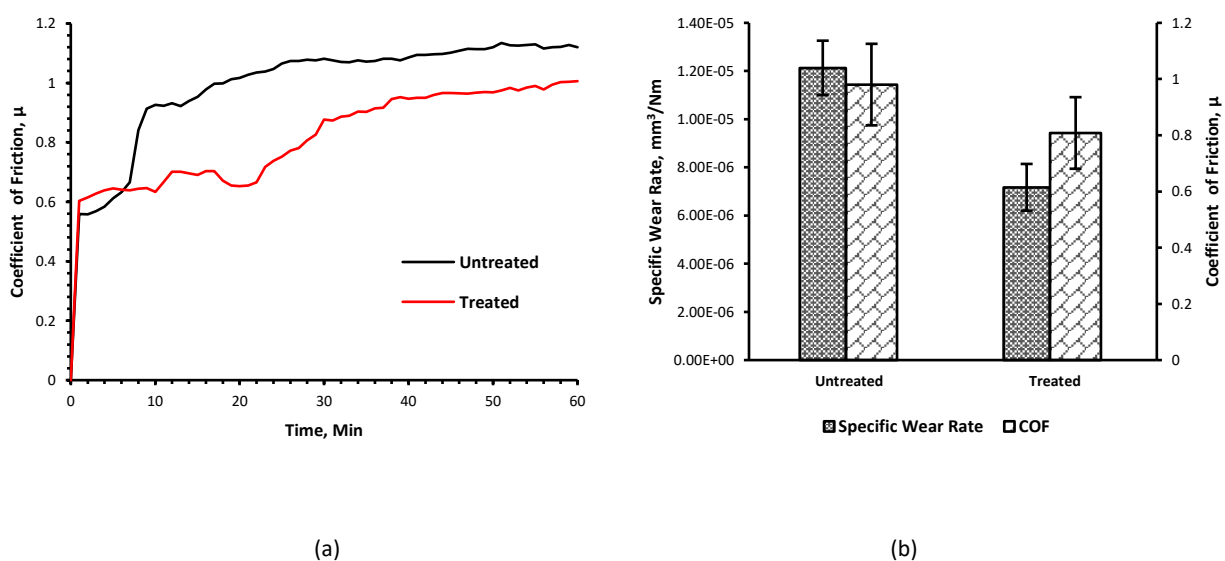 Coefficient of Friction, µ
1.2
1
0.8
0.6
0.4
0.2
0
0 10 20 30 40 50 60
Time, Min
Untreated
Treated
(a)
Specific Wear Rate, mm³/Nm
1.40E-05
1.20E-05
1.00E-05
8.00E-06
6.00E-06
4.00E-06
2.00E-06
0.00E+00
Untreated Treated
1.2
1
0.8
0.6
0.4
0.2
0
Coefficient of Friction, µ
Specific Wear Rate COF
(b)